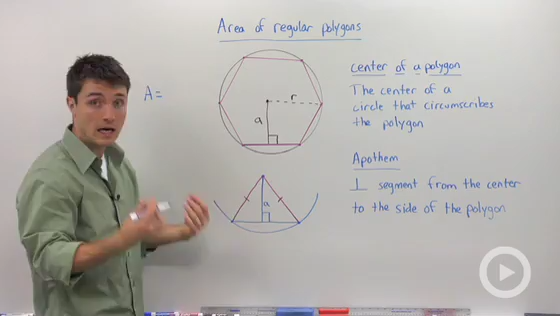 Area of regular polygons
A=
r
a
a
center of a polygon
The center of a
circle that circumscribes
the polygon
Apothem
⊥ segment from the center
to the side of the polygon